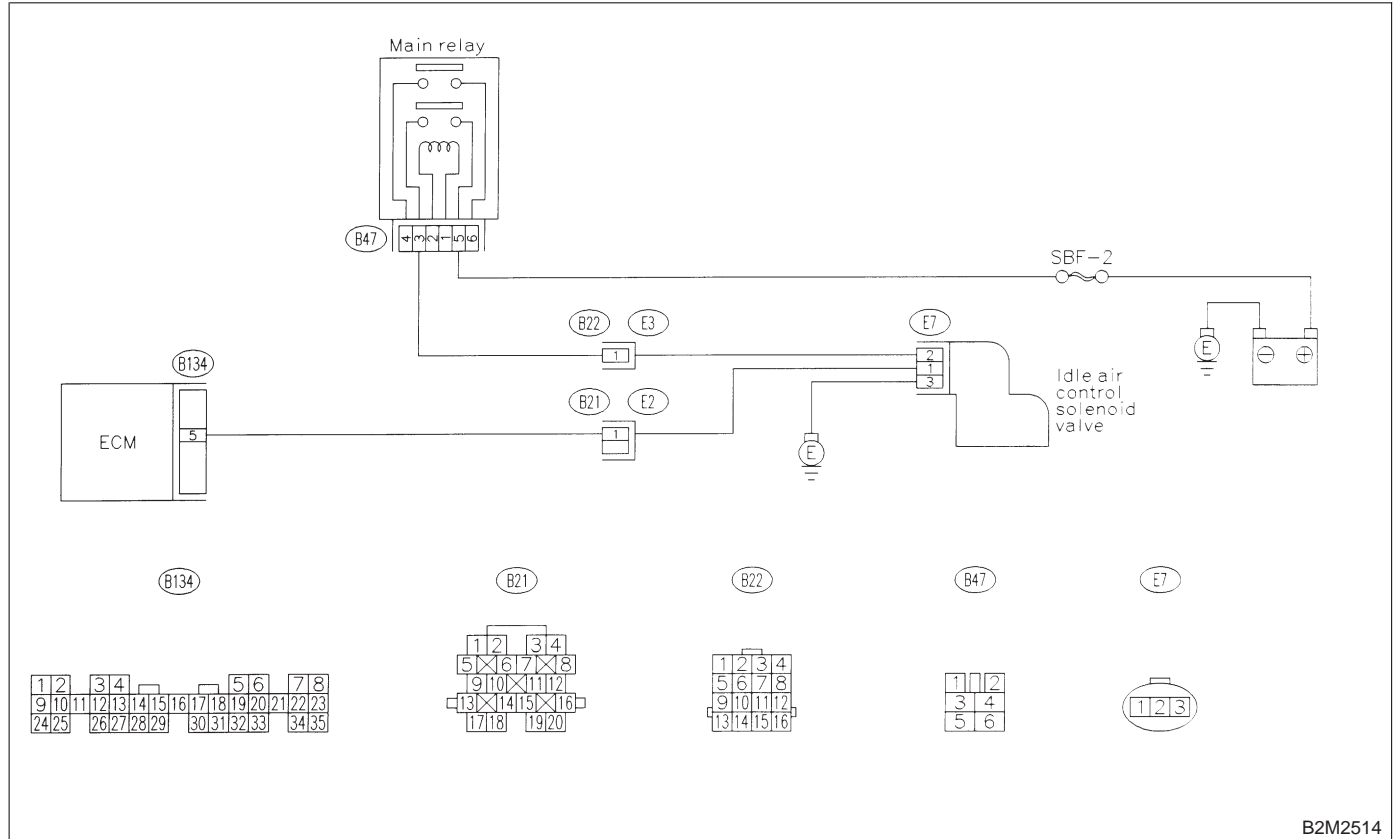 Main relay
B47
4 3 2 1 5 6
SBF-2
B22 E3 E7
1
2
1
3
E
⊖ ⊕
B134
B21 E2
Idle air
control
solenoid
valve
ECM
5
1
E
B134 B21 B22 B47 E7
1 2 3 4 5 6 7 8
9 10 11 12 13 14 15 16 17 18 19 20 21 22 23
24 25 26 27 28 29 30 31 32 33 34 35
1 2 3 4
5 6 7 8
9 10 11 12
13 14 15 16
17 18 19 20
1 2 3 4
5 6 7 8
9 10 11 12
13 14 15 16
1 2
3 4
5 6
1 2 3
B2M2514